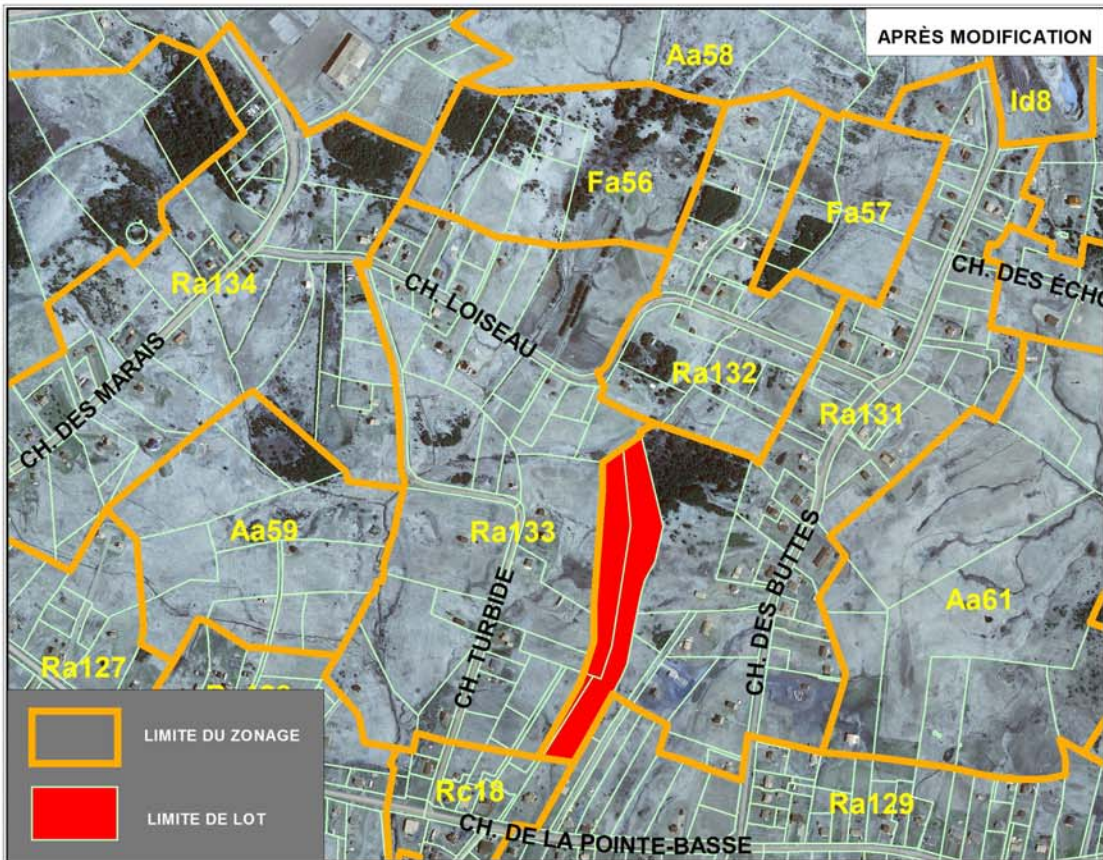 APRÈS MODIFICATION
Aa58
Id8
Fa56
Fa57
CH. DES ÉCHO
Ra134
CH. LOISEAU
CH. DES MARAIS
Ra132
Ra131
Aa59
Ra133
CH. TURBIDE
CH. DES BUTTES
Aa61
Ra127
LIMITE DU ZONAGE
LIMITE DE LOT
Rc18
Ra129
CH. DE LA POINTE-BASSE